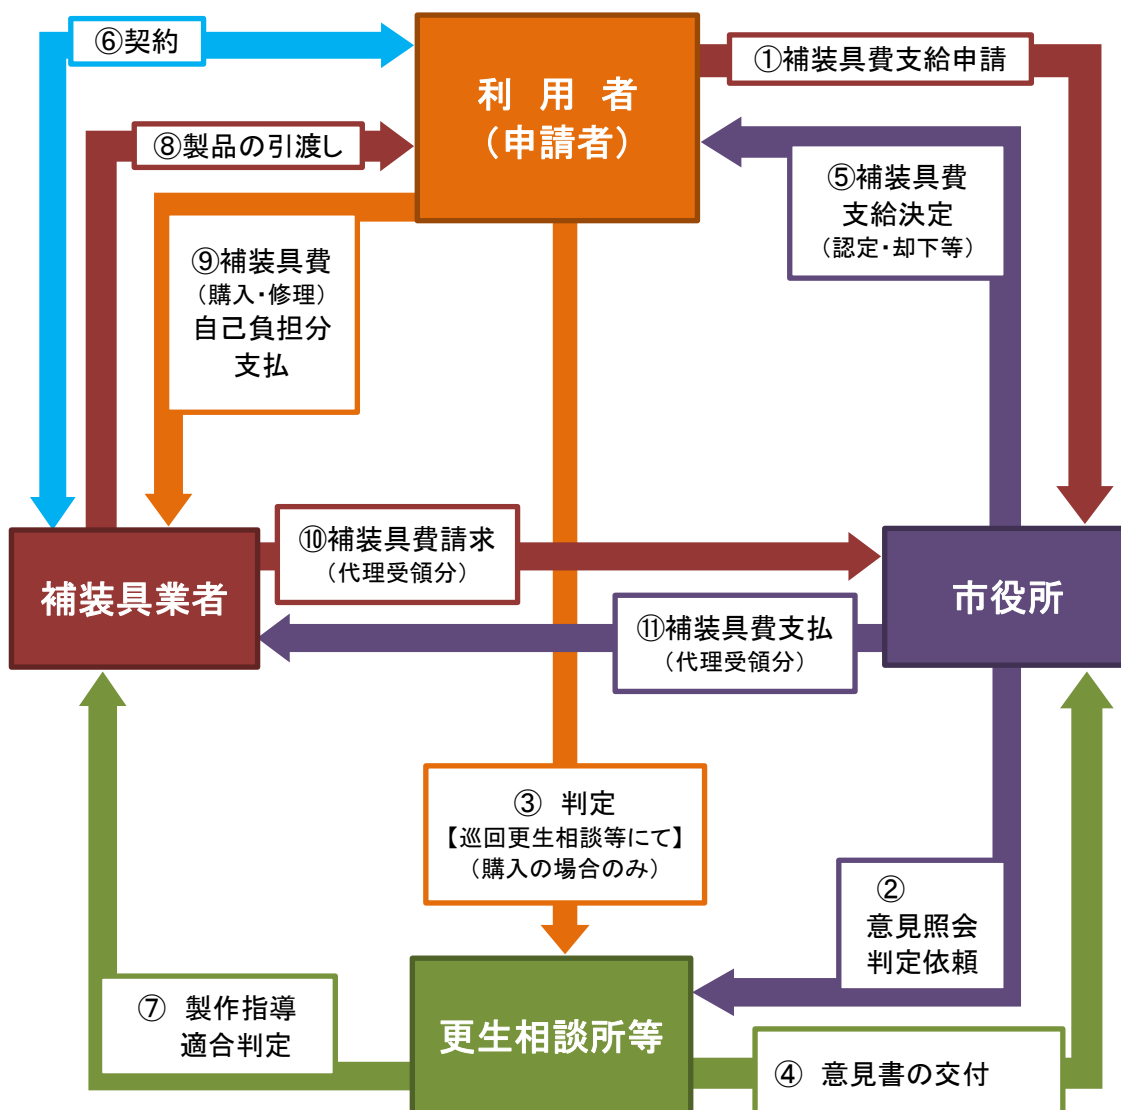 ⑥契約
利用者
(申請者)
①補装具費支給申請
⑧製品の引渡し
⑤補装具費
支給決定
(認定・却下等)
⑨補装具費
(購入・修理)
自己負担分
支払
補装具業者
⑩補装具費請求
(代理受領分)
市役所
⑪補装具費支払
(代理受領分)
③ 判定
【巡回更生相談等にて】
(購入の場合のみ)
②
意見照会
判定依頼
⑦ 製作指導
適合判定
更生相談所等
④ 意見書の交付